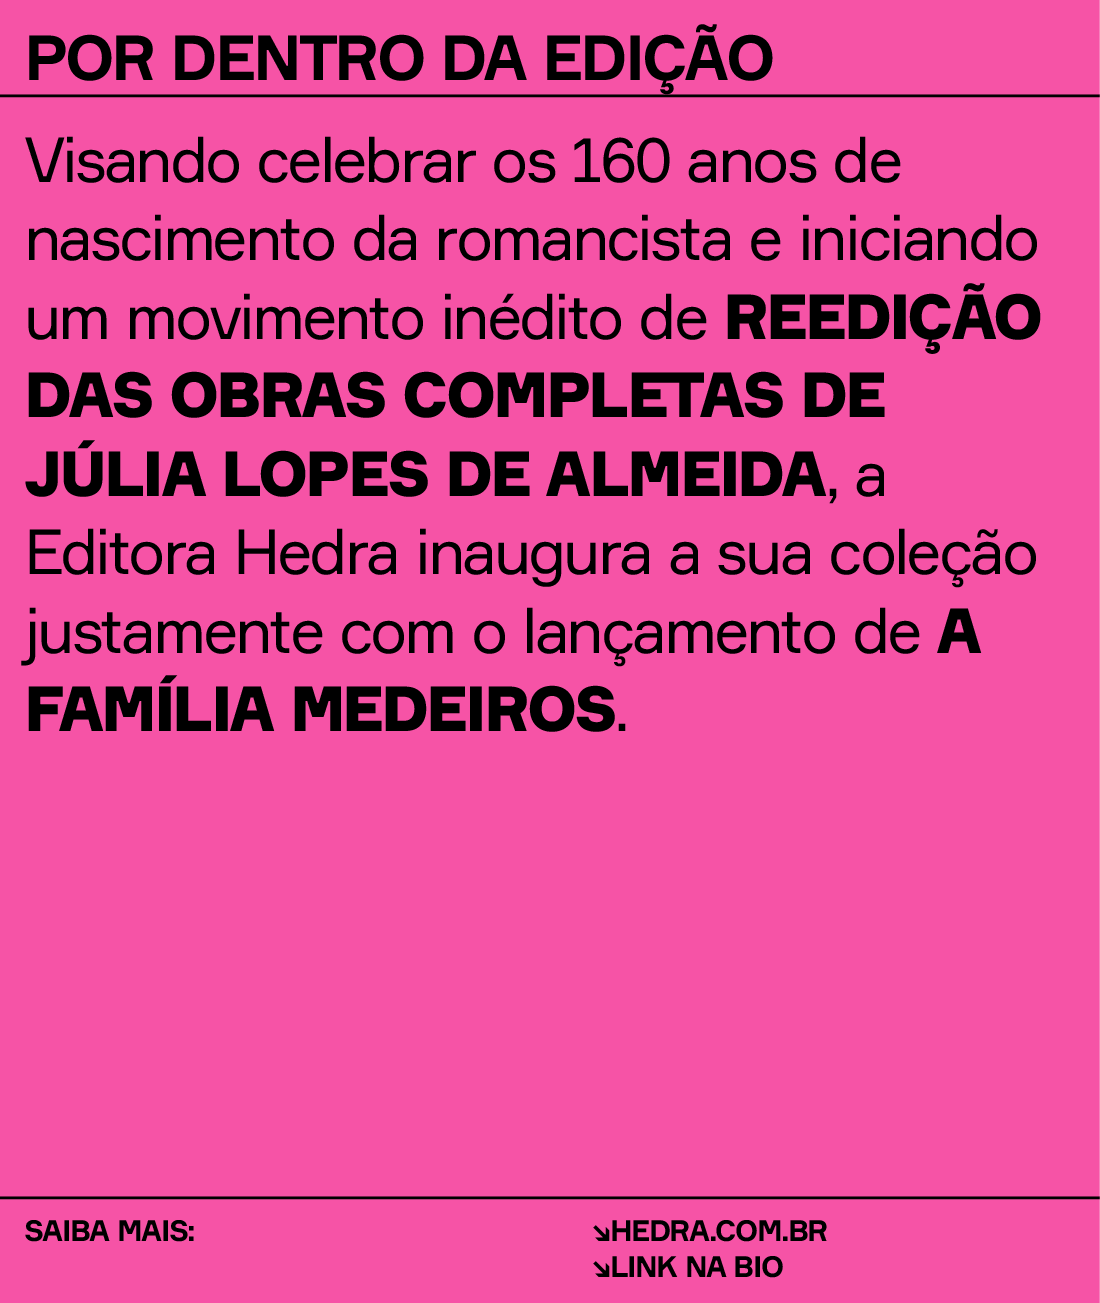 POR DENTRO DA EDIÇÃO
Visando celebrar os 160 anos de
nascimento da romancista e iniciando
um movimento inédito de REEDIÇÃO
DAS OBRAS COMPLETAS DE
JÚLIA LOPES DE ALMEIDA, a
Editora Hedra inaugura a sua coleção
justamente com o lançamento de A
FAMÍLIA MEDEIROS.
SAIBA MAIS:
↘HEDRA.COM.BR
↘LINK NA BIO